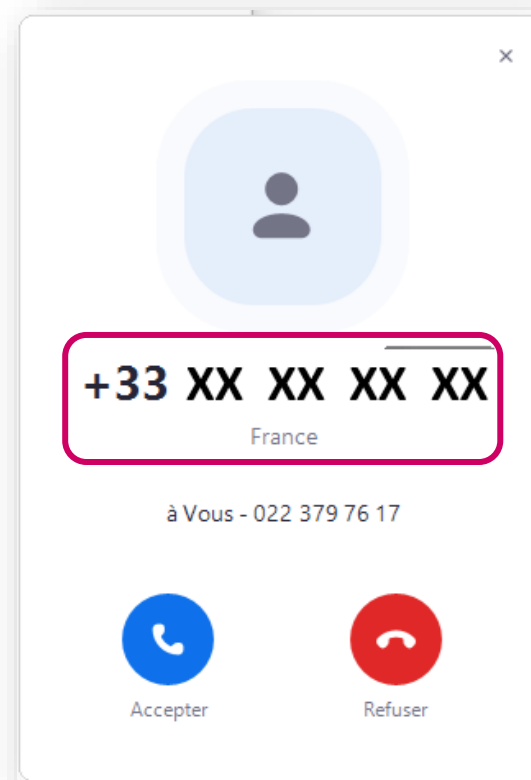 +33 XX XX XX XX
France
à Vous - 022 379 76 17
Accepter
Refuser